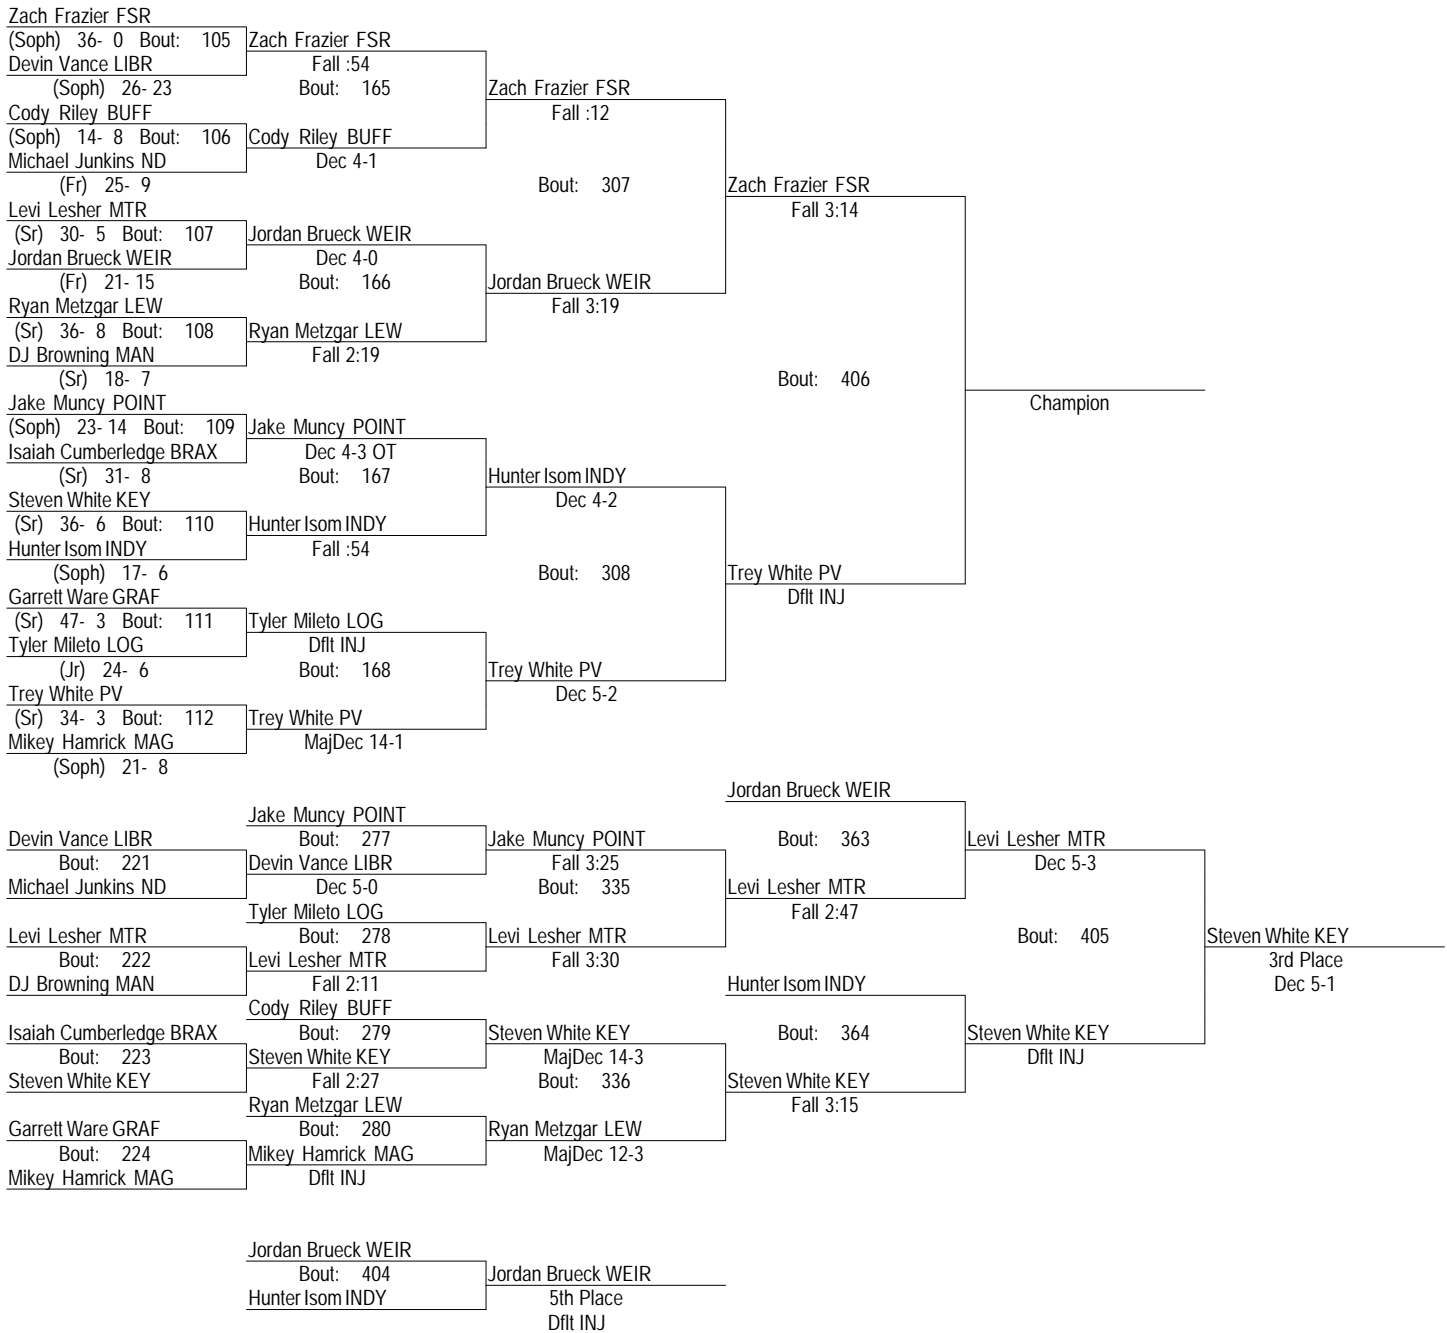 Zach Frazier FSR
(Soph) 36- 0 Bout: 105 Zach Frazier FSR
Devin Vance LIBR Fall :54
(Soph) 26- 23 Bout: 165 Zach Frazier FSR
Cody Riley BUFF Fall :12
(Soph) 14- 8 Bout: 106 Cody Riley BUFF
Michael Junkins ND Dec 4-1
(Fr) 25- 9 Bout: 307 Zach Frazier FSR
Levi Lesher MTR Fall 3:14
(Sr) 30- 5 Bout: 107 Jordan Brueck WEIR
Jordan Brueck WEIR Dec 4-0
(Fr) 21- 15 Bout: 166 Jordan Brueck WEIR
Ryan Metzgar LEW Fall 3:19
(Sr) 36- 8 Bout: 108 Ryan Metzgar LEW
DJ Browning MAN Fall 2:19
(Sr) 18- 7 Bout: 406
Jake Muncy POINT Champion
(Soph) 23- 14 Bout: 109 Jake Muncy POINT
Isaiah Cumberledge BRAX Dec 4-3 OT
(Sr) 31- 8 Bout: 167 Hunter Isom INDY
Steven White KEY Dec 4-2
(Sr) 36- 6 Bout: 110 Hunter Isom INDY
Hunter Isom INDY Fall :54
(Soph) 17- 6 Bout: 308 Trey White PV
Garrett Ware GRAF Dflt INJ
(Sr) 47- 3 Bout: 111 Tyler Mileto LOG
Tyler Mileto LOG Dflt INJ
(Jr) 24- 6 Bout: 168 Trey White PV
Trey White PV Dec 5-2
(Sr) 34- 3 Bout: 112 Trey White PV
Mikey Hamrick MAG MajDec 14-1
(Soph) 21- 8
Jordan Brueck WEIR
Jake Muncy POINT
Devin Vance LIBR Bout: 277 Jake Muncy POINT Bout: 363 Levi Lesher MTR
Bout: 221 Devin Vance LIBR Fall 3:25 Dec 5-3
Michael Junkins ND Dec 5-0 Bout: 335 Levi Lesher MTR
Tyler Mileto LOG Fall 2:47
Levi Lesher MTR Bout: 278 Levi Lesher MTR Bout: 405 Steven White KEY
Bout: 222 Levi Lesher MTR Fall 3:30 3rd Place
DJ Browning MAN Fall 2:11 Hunter Isom INDY Dec 5-1
Cody Riley BUFF
Isaiah Cumberledge BRAX Bout: 279 Steven White KEY Bout: 364 Steven White KEY
Bout: 223 Steven White KEY MajDec 14-3 Dflt INJ
Steven White KEY Fall 2:27 Bout: 336 Steven White KEY
Ryan Metzgar LEW Fall 3:15
Garrett Ware GRAF Bout: 280 Ryan Metzgar LEW
Bout: 224 Mikey Hamrick MAG MajDec 12-3
Mikey Hamrick MAG Dflt INJ
Jordan Brueck WEIR
Bout: 404 Jordan Brueck WEIR
Hunter Isom INDY 5th Place
Dflt INJ